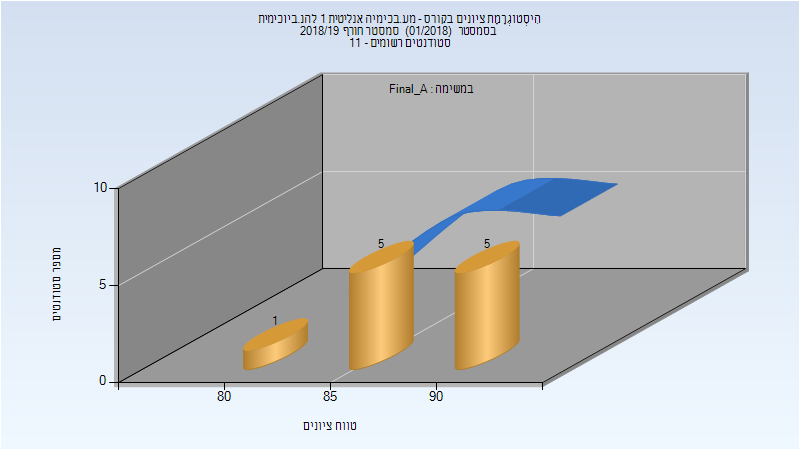 היסטוגרמת ציונים בקורס - מע.בכימיה אנליטית 1 להנ.ביוכימית
בסמסטר (01/2018) סמסטר חורף 2018/19
סטודנטים רשומים - 11
במשימה : Final_A
מספר סטודנטים
10
5
0
1
5
5
80
85
90
טווח ציונים